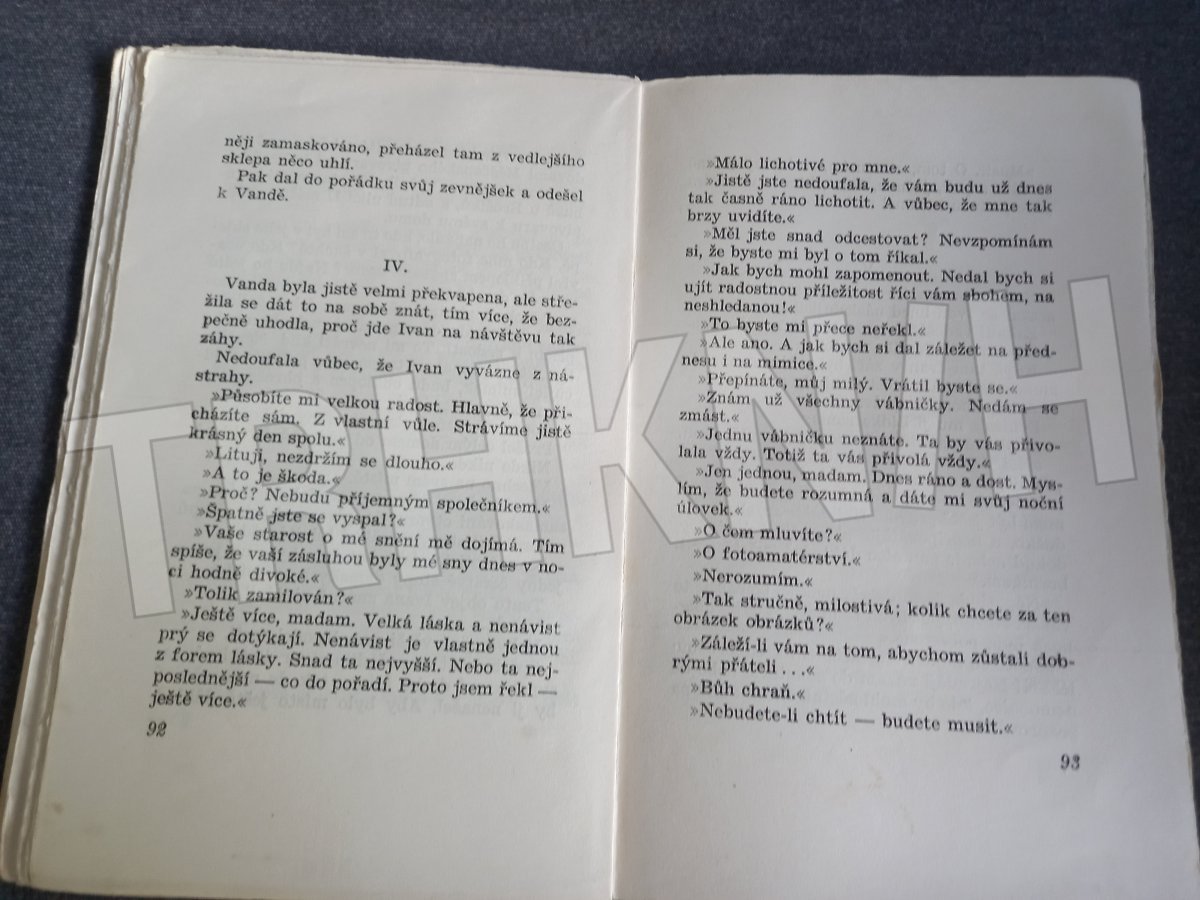 něji zamaskováno, přeházel tam z vedlejšího
sklepa něco uhlí.
Pak dal do pořádku svůj zevnějšek a odešel
k Vandě.
IV.
Vanda byla jistě velmi překvapena, ale stře-
žila se dát to na sobě znát, tím více, že bez-
pečně uhodla, proč jde Ivan na návštěvu tak
záhy.
Nedoufala vůbec, že Ivan vyvázne z ná-
strahy.
»Působíte mi velkou radost. Hlavně, že při-
cházíte sám. Z vlastní vůle. Strávíme jistě
krásný den spolu.«
»Lituji, nezdržím se dlouho.«
»A to je škoda.«
»Proč? Nebudu příjemným společníkem.«
»Špatně jste se vyspal?«
»Vaše starost o mé snění mě dojímá. Tím
spíše, že vaší zásluhou byly mé sny dnes v no-
ci hodně divoké.«
»Tolik zamilován?«
»Ještě více, madam. Velká láska a nenávist
prý se dotýkají. Nenávist je vlastně jednou
z forem lásky. Snad ta nejvyšší. Nebo ta nej-
poslednější — co do pořadí. Proto jsem řekl —
ještě více.«
92
»Málo lichotivé pro mne.«
»Jistě jste nedoufala, že vám budu už dnes
tak časně ráno lichotit. A vůbec, že mne tak
brzy uvidíte.«
»Měl jste snad odcestovat? Nevzpomínám
si, že byste mi byl o tom říkal.«
»Jak bych mohl zapomenout. Nedal bych si
ujít radostnou příležitost říci vám sbohem, na
neshledanou!«
»To byste mi přece neřekl.«
»Ale ano. A jak bych si dal záležet na před-
nesu i na mimice.«
»Přepínáte, můj milý. Vrátil byste se.«
»Znám už všechny vábničky. Nedám se
zmást.«
»Jednu vábničku neznáte. Ta by vás přivo-
lala vždy. Totiž ta vás přivolá vždy.«
»Jen jednou, madam. Dnes ráno a dost. Mys-
lím, že budete rozumná a dáte mi svůj noční
úlovek.«
»O čem mluvíte?«
»O fotoamatérství.«
»Nerozumím.«
»Tak stručně, milostivá; kolik chcete za ten
obrázek obrázků?«
»Záleží-li vám na tom, abychom zůstali dob-
rými přáteli . . .«
»Bůh chraň.«
»Nebudete-li chtít — budete musit.«
93
TRHKNIH